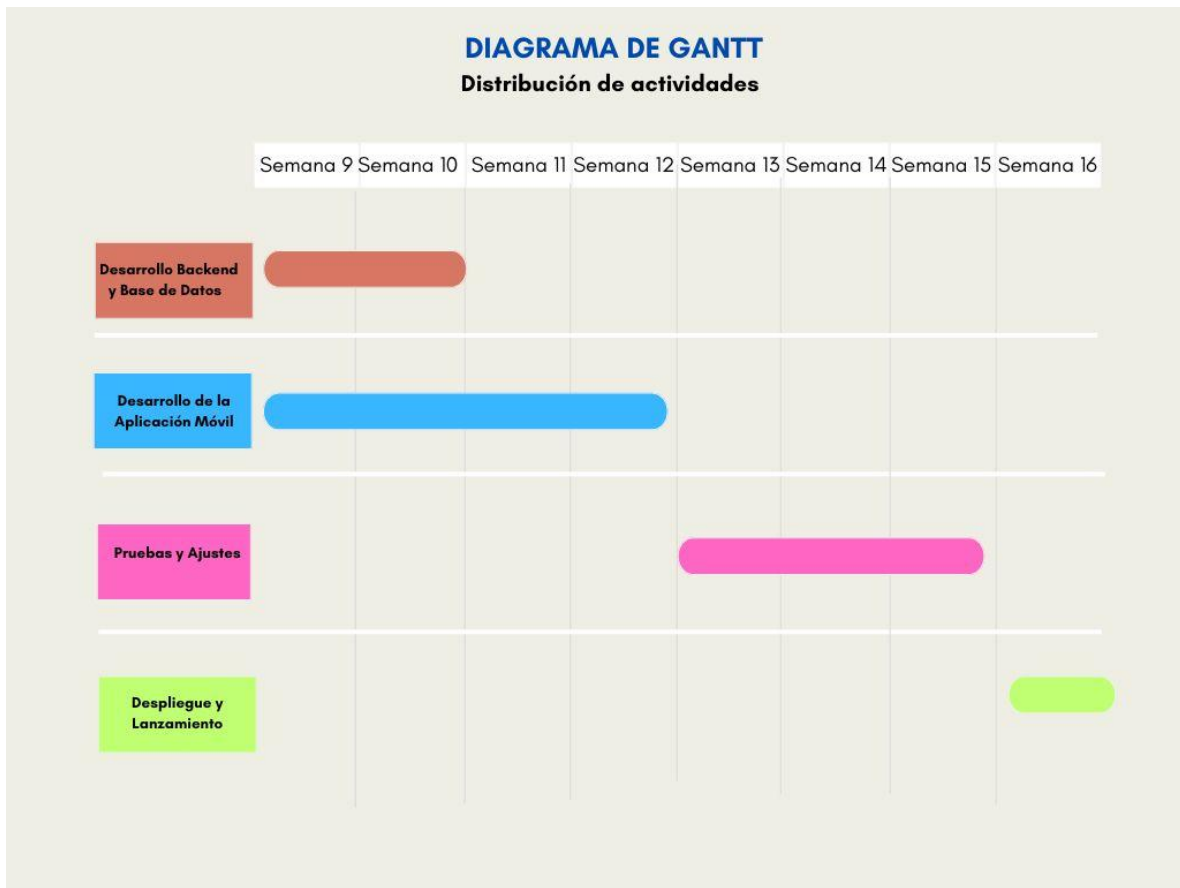 DIAGRAMA DE GANTT
Distribución de actividades
Semana 9 Semana 10 Semana 11 Semana 12 Semana 13 Semana 14 Semana 15 Semana 16
Desarrollo Backend
y Base de Datos
Desarrollo de la
Aplicación Móvil
Pruebas y Ajustes
Despliegue y
Lanzamiento